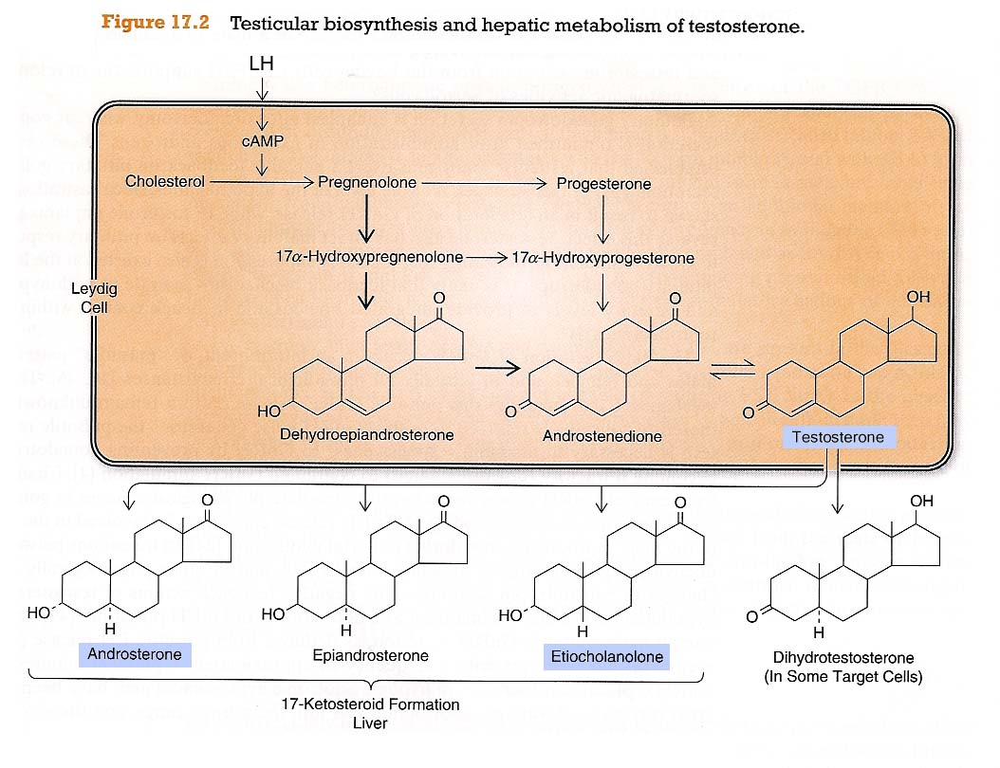 Figure 17.2 Testicular biosynthesis and hepatic metabolism of testosterone.
LH
cAMP
Cholesterol
Pregnenolone
Progesterone
17α-Hydroxypregnenolone
17α-Hydroxyprogesterone
Leydig
Cell
O
O
OH
HO
O
O
Dehydroepiandrosterone
Androstenedione
Testosterone
O
O
O
OH
HO
HO
HO
O
H
H
H
H
Androsterone
Epiandrosterone
Etiocholanolone
Dihydrotestosterone
(In Some Target Cells)
17-Ketosteroid Formation
Liver